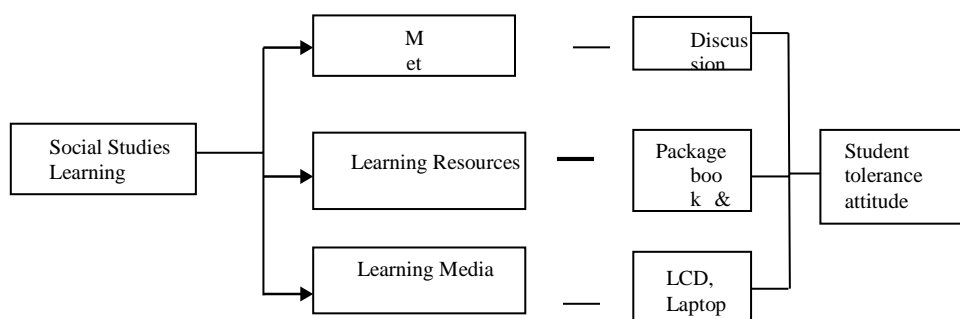 M
et
Discus
sion
Social Studies
Learning
Learning Resources
Package
boo
k &
Student
tolerance
attitude
Learning Media
LCD,
Laptop